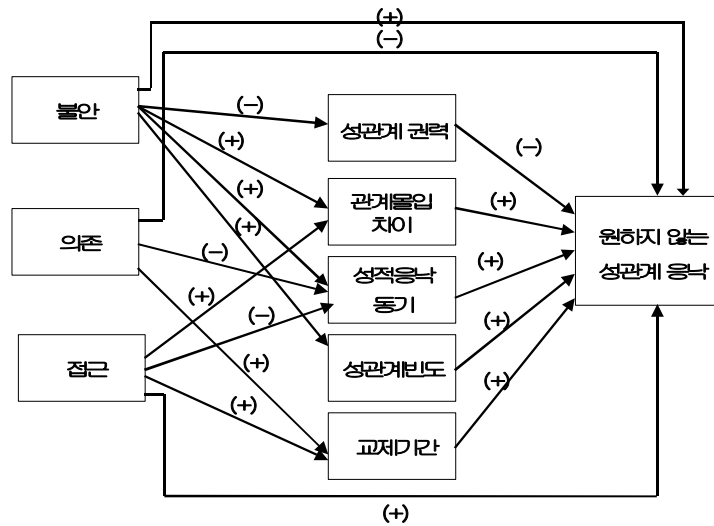 (+)
(-)
불안
(-)
성관계 권력
(-)
(+)
(+)
관계몰입
차이
(+)
원하지 않는
성관계 응낙
의존
(+)
(-)
성적응낙
동기
(+)
(+)
(-)
접근
성관계빈도
(+)
(+)
(+)
(+)
교제기간
(+)